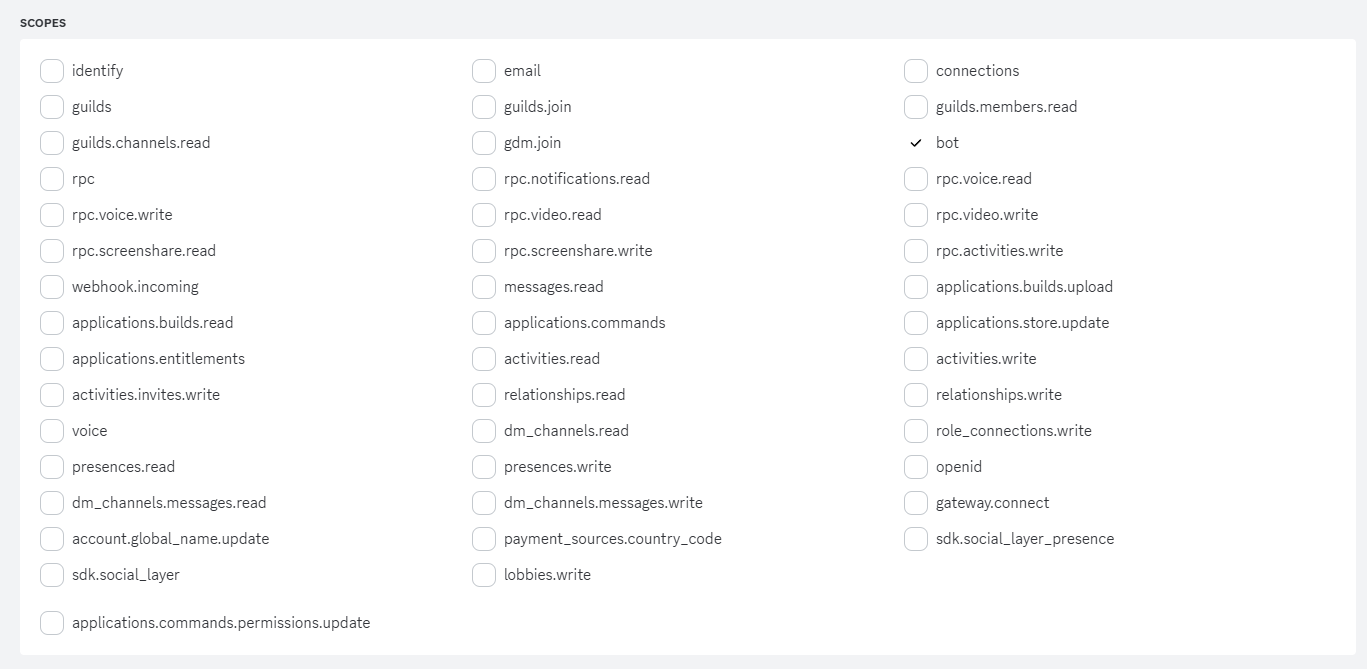 SCOPES
identify email connections
guilds guilds.join guilds.members.read
guilds.channels.read gdm.join bot
rpc rpc.notifications.read rpc.voice.read
rpc.voice.write rpc.video.read rpc.video.write
rpc.screenshare.read rpc.screenshare.write rpc.activities.write
webhook.incoming messages.read applications.builds.upload
applications.builds.read applications.commands applications.store.update
applications.entitlements activities.read activities.write
activities.invites.write relationships.read relationships.write
voice dm_channels.read role_connections.write
presences.read presences.write openid
dm_channels.messages.read dm_channels.messages.write gateway.connect
account.global_name.update payment_sources.country_code sdk.social_layer_presence
sdk.social_layer lobbies.write
applications.commands.permissions.update